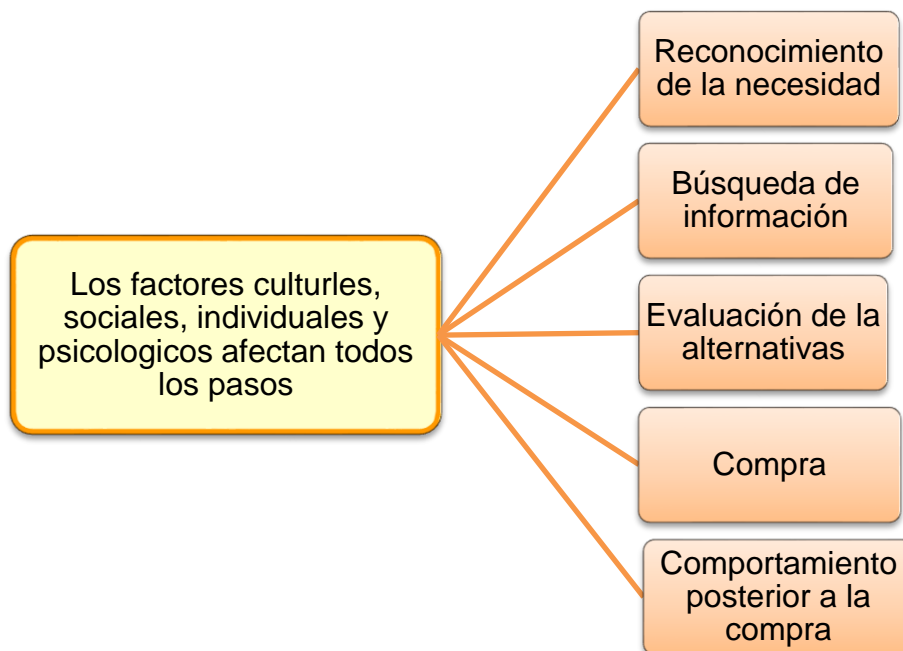 Los factores culturles,
sociales, individuales y
psicologicos afectan todos
los pasos
Reconocimiento
de la necesidad
Búsqueda de
información
Evaluación de la
alternativas
Compra
Comportamiento
posterior a la
compra